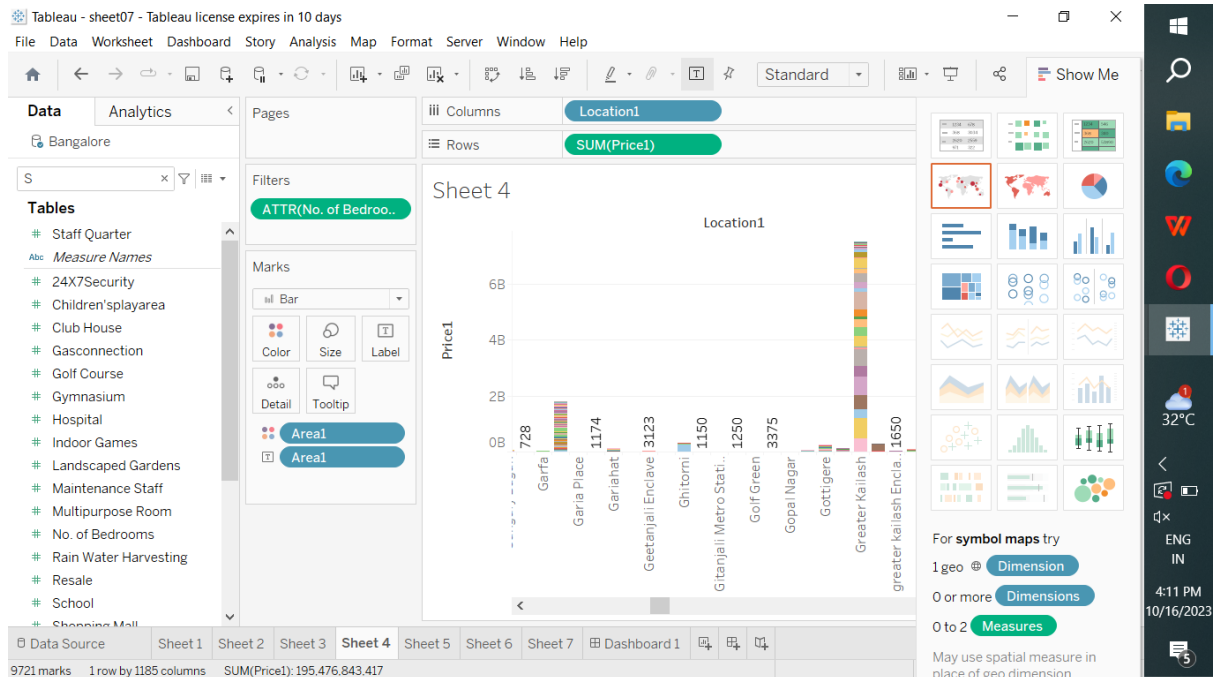 Tableau - sheet07 - Tableau license expires in 10 days
File Data Worksheet Dashboard Story Analysis Map Format Server Window Help
Standard
Show Me
Data Analytics
Bangalore
S
Tables
Staff Quarter
Abc Measure Names
24X7Security
Children'splayarea
Club House
Gasconnection
Golf Course
Gymnasium
Hospital
Indoor Games
Landscaped Gardens
Maintenance Staff
Multipurpose Room
No. of Bedrooms
Rain Water Harvesting
Resale
School
Shopping Mall
Pages
Filters
ATTR(No. of Bedroo..
Marks
Bar
Color Size Label
Detail Tooltip
Area1
Area1
Columns Location1
Rows SUM(Price1)
Sheet 4
Location1
Price1
6B
4B
2B
0B
728
1174
3123
1150
1250
3375
1650
Garfa
Garia Place
Gariahat
Geetanjali Enclave
Ghitorni
Gitanjali Metro Stati..
Golf Green
Gopal Nagar
Gottigere
Greater Kailash
greater kailash Encla..
For symbol maps try
1 geo Dimension
0 or more Dimensions
0 to 2 Measures
May use spatial measure in
place of geo dimension
Data Source Sheet 1 Sheet 2 Sheet 3 Sheet 4 Sheet 5 Sheet 6 Sheet 7 Dashboard 1
9721 marks 1 row by 1185 columns SUM(Price1): 195,476,843,417
1
32°C
ENG
IN
4:11 PM
10/16/2023
5